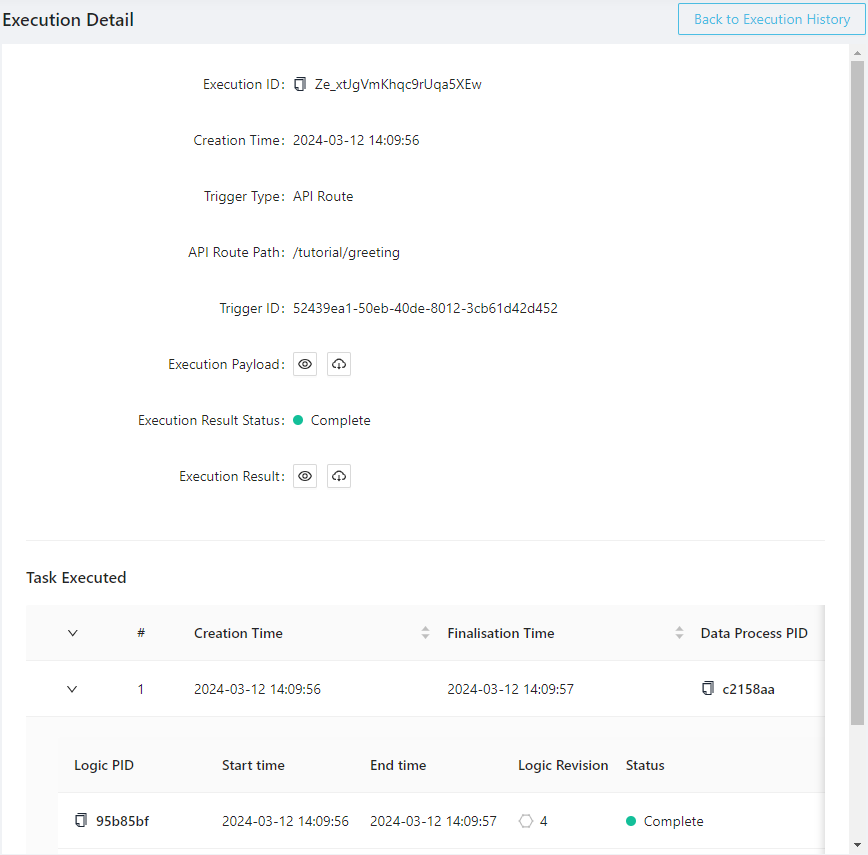 Execution Detail
Back to Execution History
Execution ID: Ze_xtJgVmKhqc9rUqa5XEw
Creation Time: 2024-03-12 14:09:56
Trigger Type: API Route
API Route Path: /tutorial/greeting
Trigger ID: 52439ea1-50eb-40de-8012-3cb61d42d452
Execution Payload:
Execution Result Status: Complete
Execution Result:
Task Executed
# Creation Time Finalisation Time Data Process PID
1 2024-03-12 14:09:56 2024-03-12 14:09:57 c2158aa
Logic PID Start time End time Logic Revision Status
95b85bf 2024-03-12 14:09:56 2024-03-12 14:09:57 4 Complete